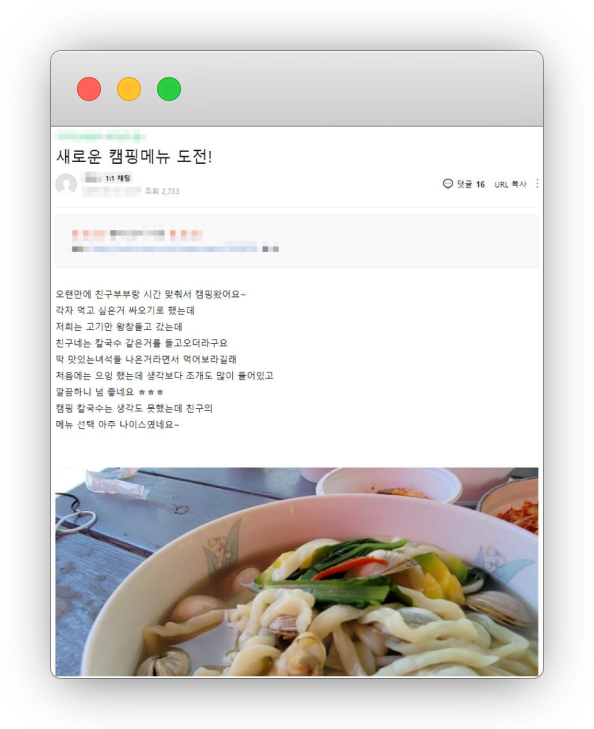 새로운 캠핑메뉴 도전!
1:1 채팅
조회 2,733
댓글 16 URL 복사
오랜만에 친구부부랑 시간 맞춰서 캠핑왔어요~
각자 먹고 싶은거 싸오기로 했는데
저희는 고기만 왕창들고 갔는데
친구네는 칼국수 같은거를 들고오더라구요
막 맛있는녀석들 나온거라면서 먹어보라길래
처음에는 으잉 했는데 생각보다 조개도 많이 들어있고
깔끔하니 넘 좋네요 ㅎㅎㅎ
캠핑 칼국수는 생각도 못했는데 친구의
메뉴 선택 아주 나이스였네요~